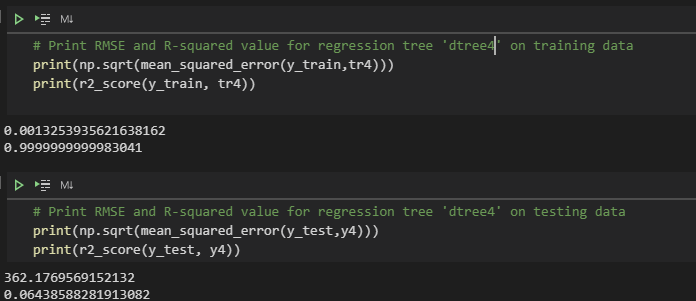 M↓
# Print RMSE and R-squared value for regression tree 'dtree4' on training data
print(np.sqrt(mean_squared_error(y_train,tr4)))
print(r2_score(y_train, tr4))
0.0013253935621638162
0.9999999999983041
M↓
# Print RMSE and R-squared value for regression tree 'dtree4' on testing data
print(np.sqrt(mean_squared_error(y_test,y4)))
print(r2_score(y_test, y4))
362.1769569152132
0.06438588281913082